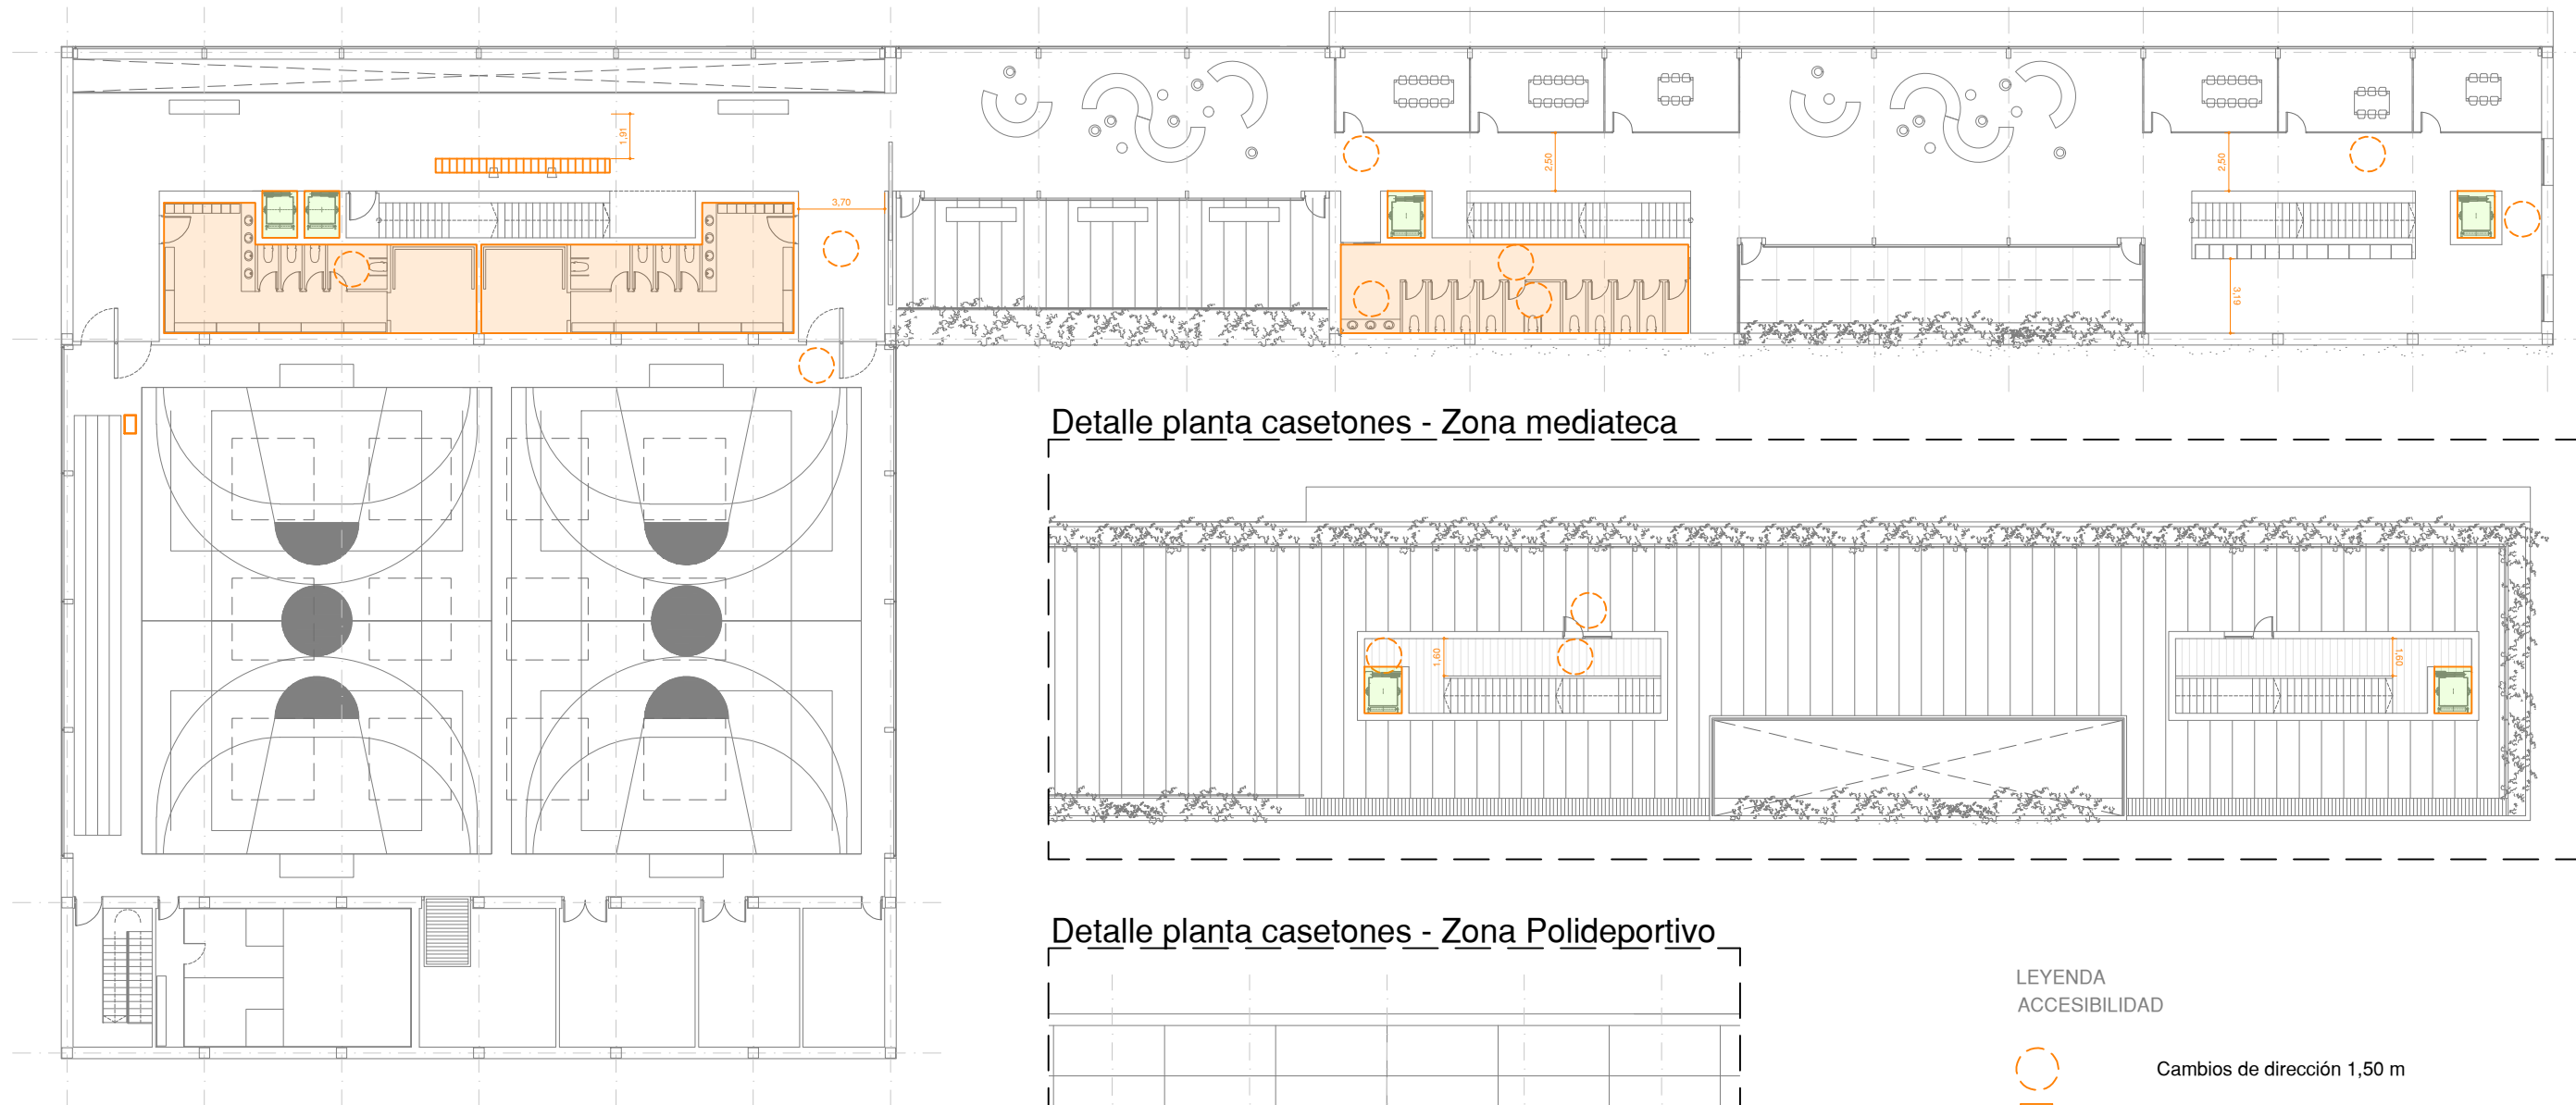 1,91
3,70
2,50
2,50
3,19
Detalle planta casetones - Zona mediateca
1,60
1,60
Detalle planta casetones - Zona Polideportivo
LEYENDA
ACCESIBILIDAD
Cambios de dirección 1,50 m